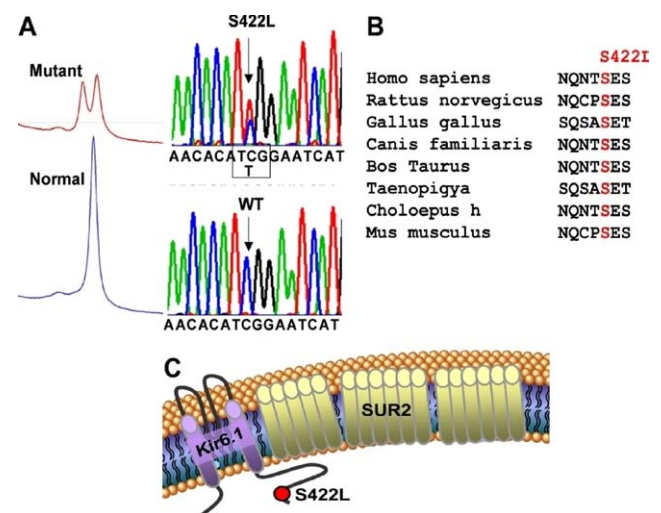 A
Mutant
Normal
S422L
AACACATCGGAATCAT
T
WT
AACACATCGGAATCAT
B
S422L
Homo sapiens NQNTSES
Rattus norvegicus NQCPSES
Gallus gallus SQSASET
Canis familiaris NQNTSES
Bos Taurus NQNTSES
Taenopigya SQSASET
Choloepus h NQNTSES
Mus musculus NQCPSES
C
Kir6.1
SUR2
S422L